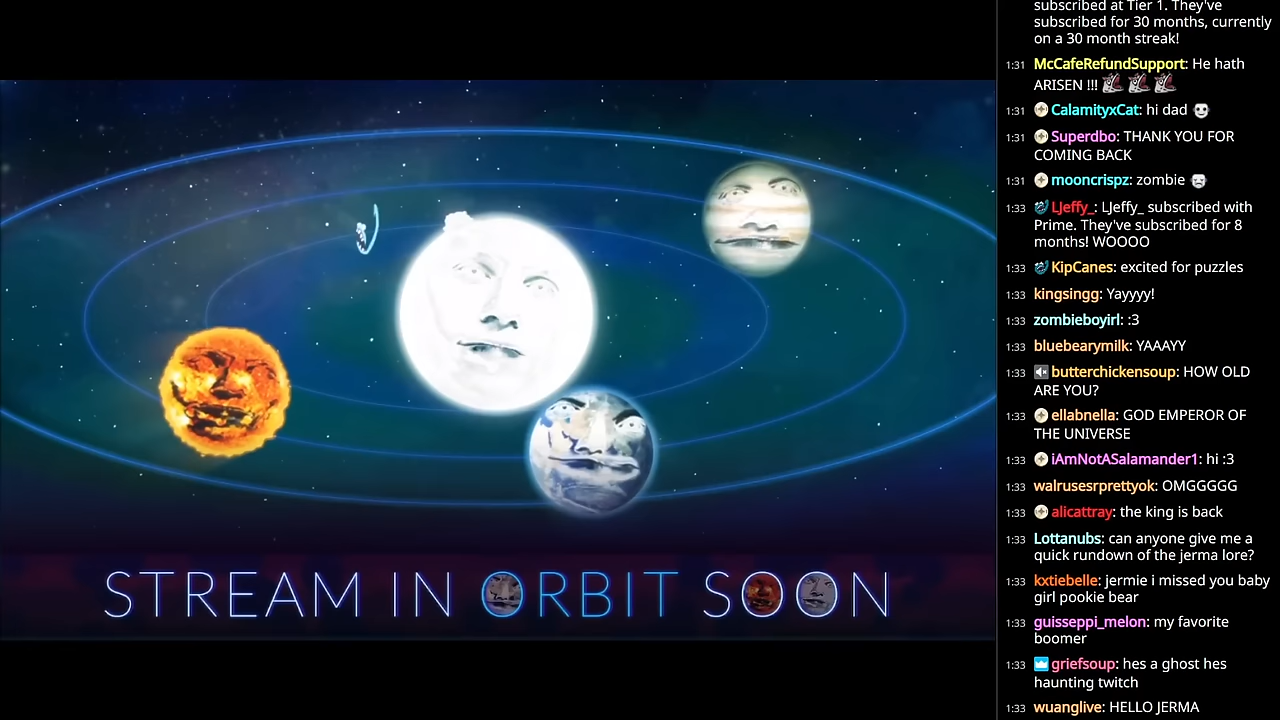 STREAM IN ORBIT SOON
subscribed at Tier 1. They've
subscribed for 30 months, currently
on a 30 month streak!
1:31 McCafeRefundSupport: He hath
ARISEN !!!
1:31 CalamityxCat: hi dad
1:31 Superdbo: THANK YOU FOR
COMING BACK
1:31 mooncrispz: zombie
1:33 LJeffy_: LJeffy_ subscribed with
Prime. They've subscribed for 8
months! WOOOO
1:33 KipCanes: excited for puzzles
1:33 kingsingg: Yayyyy!
1:33 zombieboyirl: :3
1:33 bluebearymilk: YAAAYY
1:33 butterchickensoup: HOW OLD
ARE YOU?
1:33 ellabnella: GOD EMPEROR OF
THE UNIVERSE
1:33 iAmNotASalamander1: hi :3
1:33 walrusesrprettyok: OMGGGGG
1:33 alicattray: the king is back
1:33 Lottanubs: can anyone give me a
quick rundown of the jerma lore?
1:33 kxtiebelle: jermie i missed you baby
girl pookie bear
1:33 guisseppi_melon: my favorite
boomer
1:33 griefsoup: hes a ghost hes
haunting twitch
1:33 wuanglive: HELLO JERMA